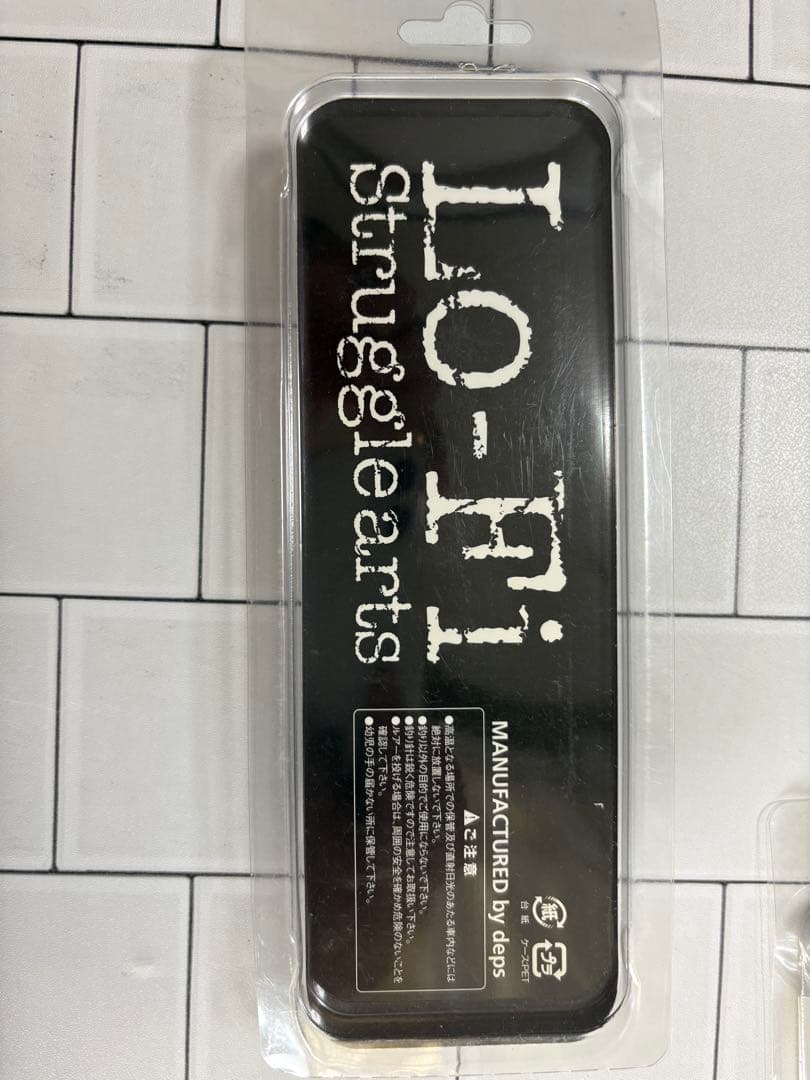 Lo-Fi
Strugglearts
紙
台紙
プラ
ケース:PET
MANUFACTURED by deps
ご注意
●高温となる場所での保管及び直射日光のあたる車内などには
絶対に放置しないで下さい。
●釣り以外の目的でご使用にならないで下さい。
●釣り針は鋭く危険ですので注意してお取扱い下さい。
●ルアーを投げる場合は、周囲の安全を確かめ危険のないことを
確認して下さい。
●幼児の手の届かない所に保管して下さい。